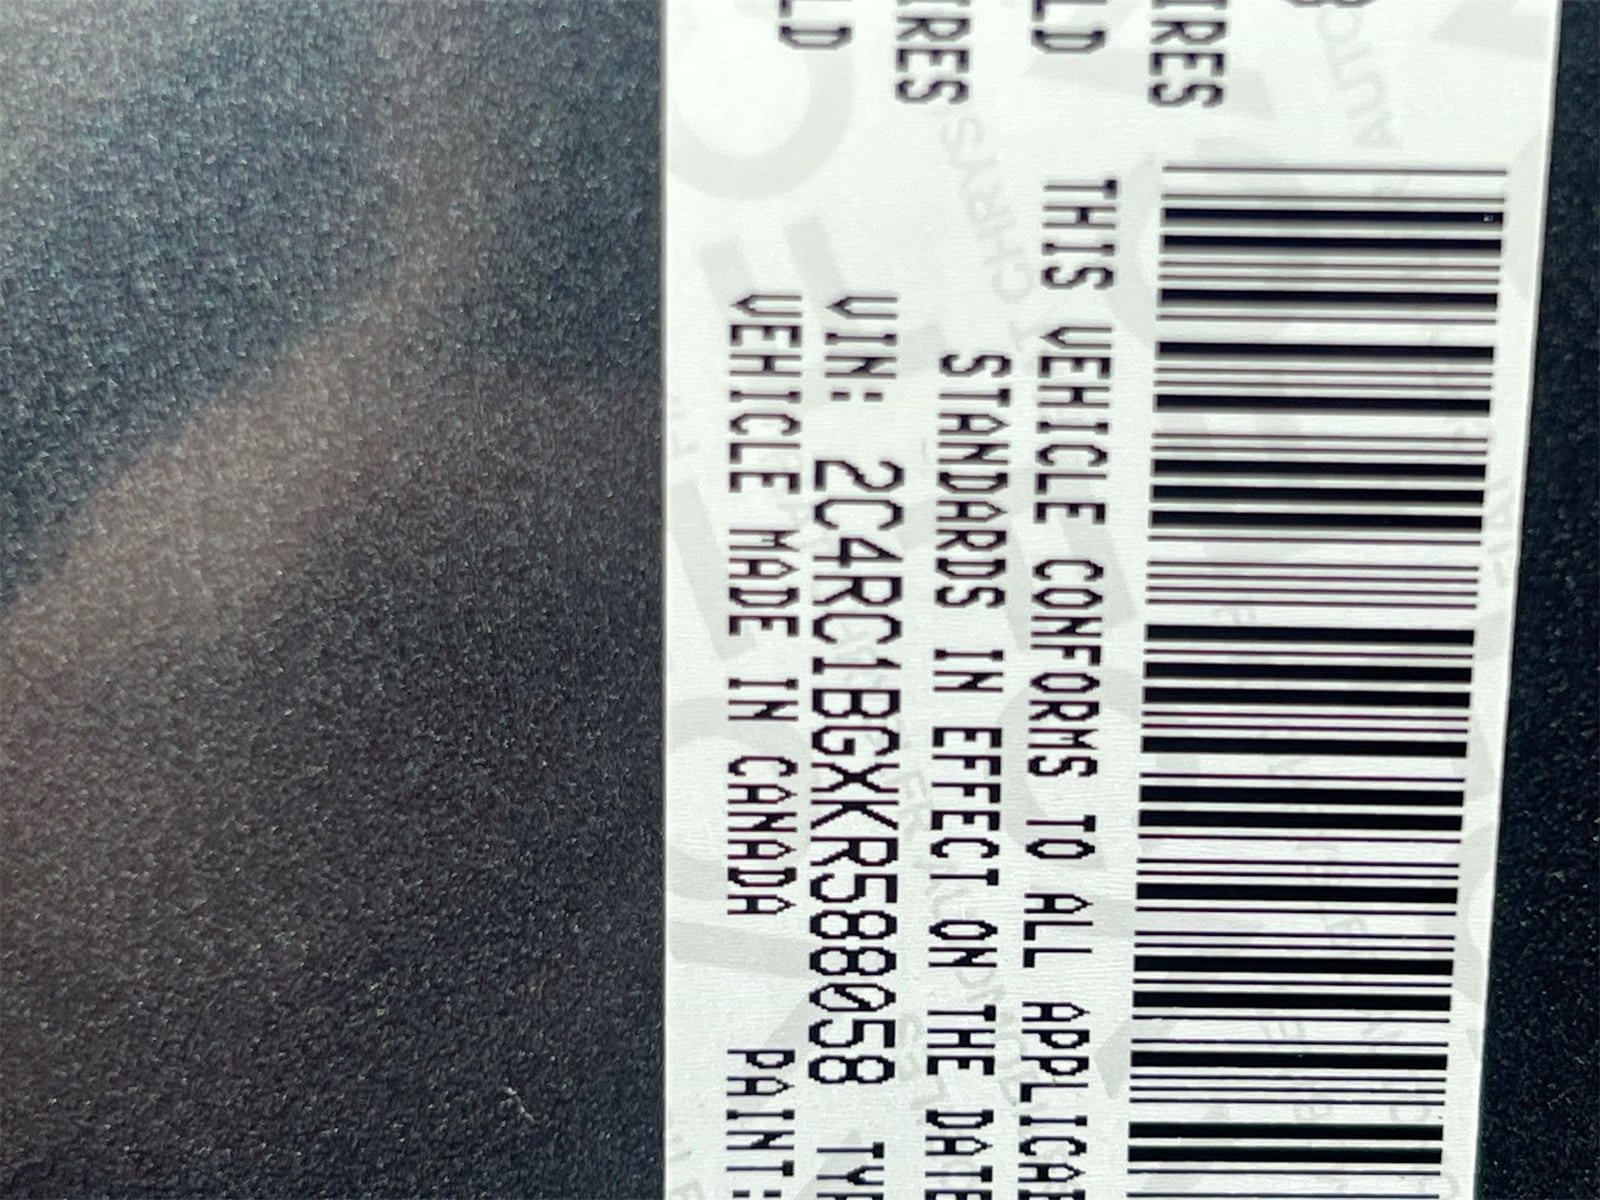 IRES
LD
IRES
LD
THIS VEHICLE CONFORMS TO ALL APPLICAB
STANDARDS IN EFFECT ON THE DATE
VIN: 2C4RC1BGXKR588058 TYP
VEHICLE MADE IN CANADA PAINT: